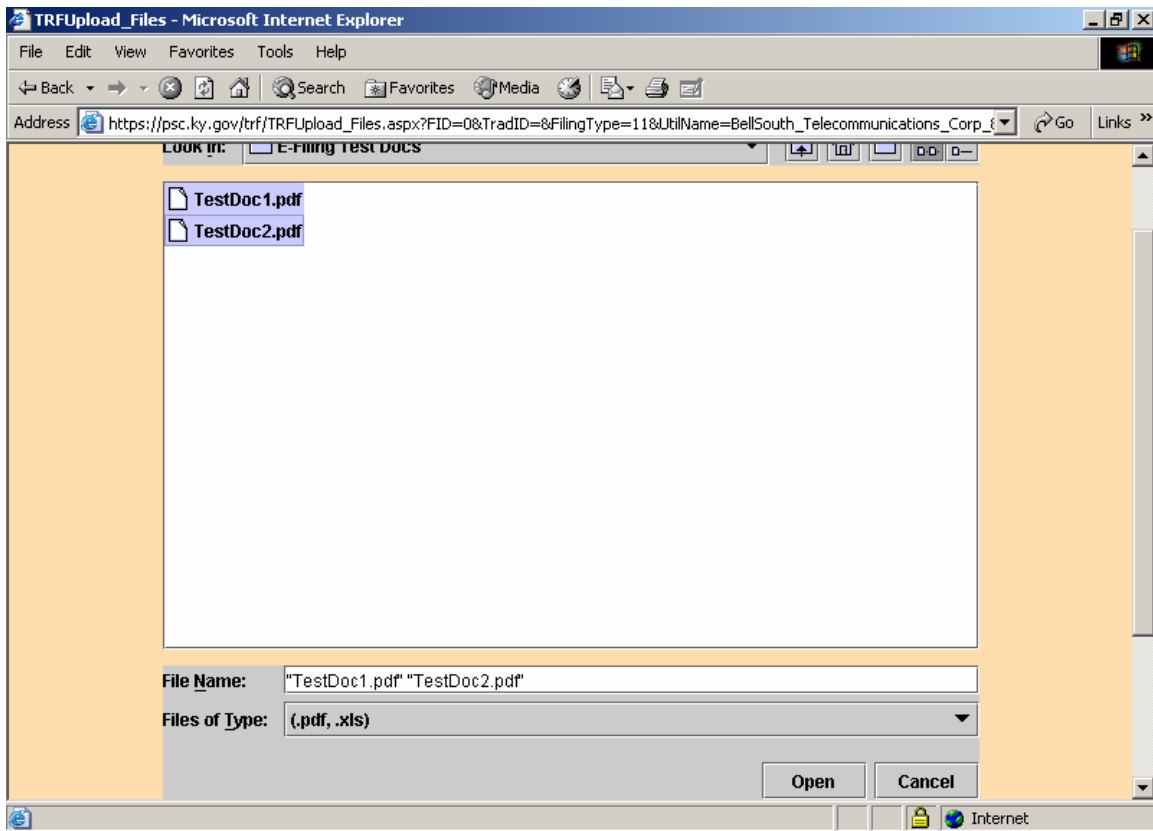 TRFUpload_Files - Microsoft Internet Explorer
File Edit View Favorites Tools Help
Back Search Favorites Media
Address https://psc.ky.gov/trf/TRFUpload_Files.aspx?FID=0&TradID=&FilingType=11&UtilName=BellSouth_Telecommunications_Corp_ Go Links »
Look in: E-Filing Test Docs
TestDoc1.pdf
TestDoc2.pdf
File Name: "TestDoc1.pdf" "TestDoc2.pdf"
Files of Type: (.pdf, .xls)
Open Cancel
Internet